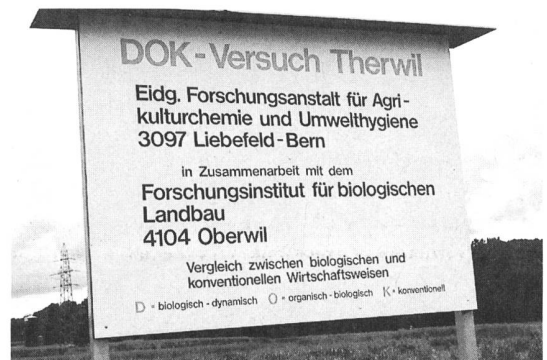 DOK-Versuch Therwil
Eidg. Forschungsanstalt für Agri-
kulturchemie und Umwelthygiene
3097 Liebefeld-Bern
in Zusammenarbeit mit dem
Forschungsinstitut für biologischen
Landbau
4104 Oberwil
Vergleich zwischen biologischen und
konventionellen Wirtschaftsweisen
D = biologisch-dynamisch O = organisch-biologisch K = konventionell